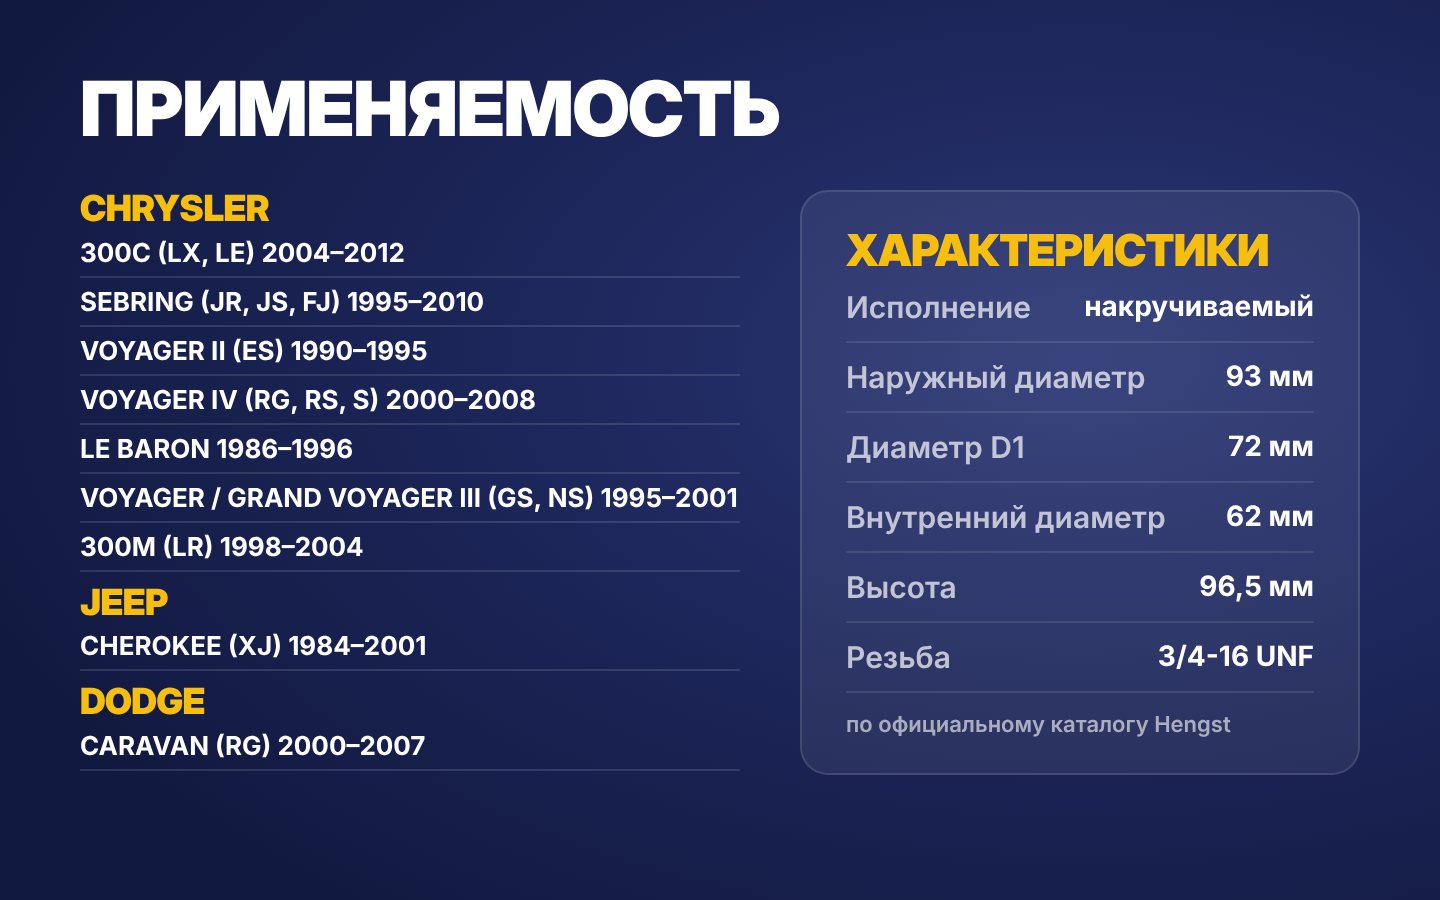 ПРИМЕНЯЕМОСТЬ
CHRYSLER
300C (LX, LE) 2004–2012
SEBRING (JR, JS, FJ) 1995–2010
VOYAGER II (ES) 1990–1995
VOYAGER IV (RG, RS, S) 2000–2008
LE BARON 1986–1996
VOYAGER / GRAND VOYAGER III (GS, NS) 1995–2001
300M (LR) 1998–2004
JEEP
CHEROKEE (XJ) 1984–2001
DODGE
CARAVAN (RG) 2000–2007
ХАРАКТЕРИСТИКИ
Исполнение накручиваемый
Наружный диаметр 93 мм
Диаметр D1 72 мм
Внутренний диаметр 62 мм
Высота 96,5 мм
Резьба 3/4-16 UNF
по официальному каталогу Hengst